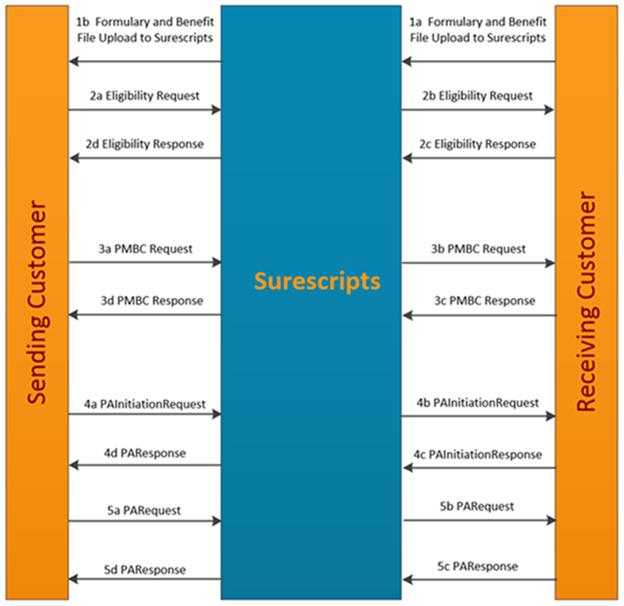 1b Formulary and Benefit
File Upload to Surescripts
1a Formulary and Benefit
File Upload to Surescripts
2a Eligibility Request
2b Eligibility Request
2d Eligibility Response
2c Eligibility Response
3a PMBC Request
3b PMBC Request
Sending Customer
Surescripts
Receiving Customer
3d PMBC Response
3c PMBC Response
4a PAInitiationRequest
4b PAInitiationRequest
4d PAResponse
4c PAInitiationResponse
5a PARequest
5b PARequest
5d PAResponse
5c PAResponse